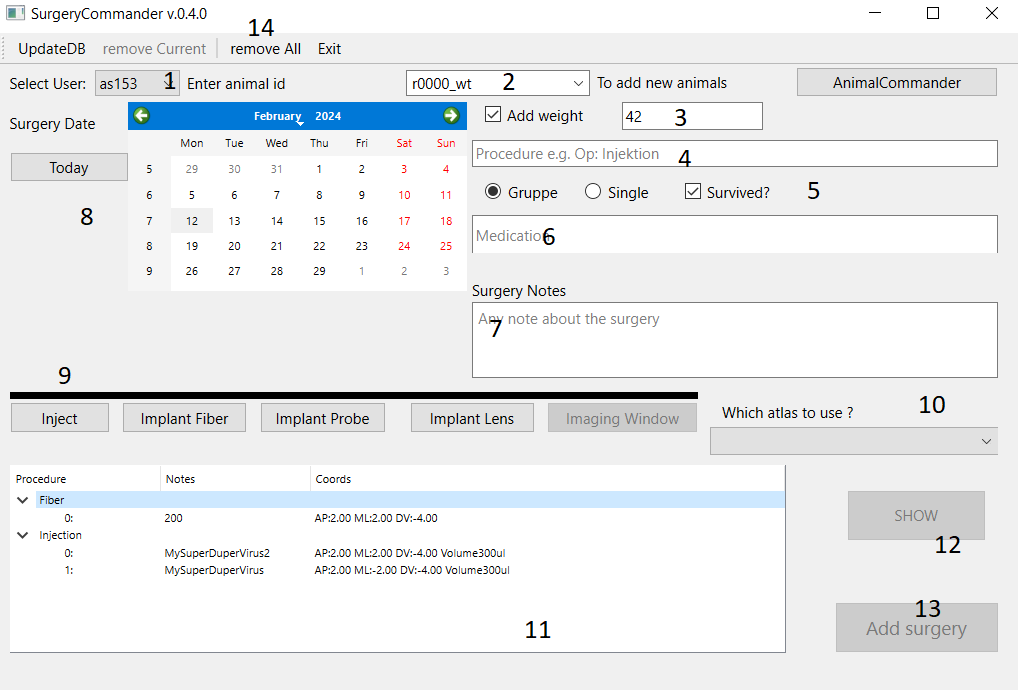 SurgeryCommander v.0.4.0
14
UpdateDB remove Current remove All Exit
Select User: as153 1 Enter animal id r0000_wt 2 To add new animals AnimalCommander
Surgery Date
February 2024
Add weight 42 3
Mon Tue Wed Thu Fri Sat Sun
Procedure e.g. Op: Injektion 4
Today
5 29 30 31 1 2 3 4
6 5 6 7 8 9 10 11
Gruppe Single Survived? 5
8
7 12 13 14 15 16 17 18
8 19 20 21 22 23 24 25
Medication 6
9 26 27 28 29 1 2 3
Surgery Notes
Any note about the surgery
7
9
Inject Implant Fiber Implant Probe Implant Lens Imaging Window
Which atlas to use ? 10
Procedure Notes Coords
Fiber
0: 200 AP:2.00 ML:2.00 DV:-4.00
Injection
0: MySuperDuperVirus2 AP:2.00 ML:2.00 DV:-4.00 Volume300ul
1: MySuperDuperVirus AP:2.00 ML:-2.00 DV:-4.00 Volume300ul
SHOW
12
11
13
Add surgery